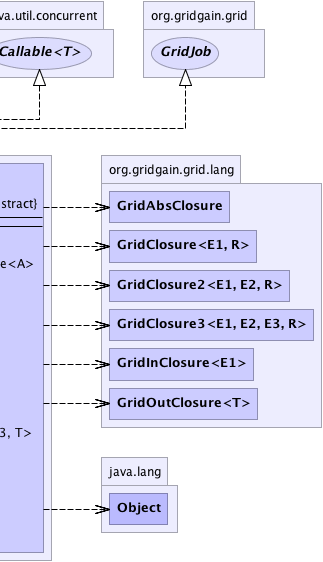 va.util.concurrent
org.gridgain.grid
Callable<T>
GridJob
org.gridgain.grid.lang
stract}
GridAbsClosure
GridClosure<E1, R>
e<A>
GridClosure2<E1, E2, R>
GridClosure3<E1, E2, E3, R>
GridInClosure<E1>
GridOutClosure<T>
3, T>
java.lang
Object